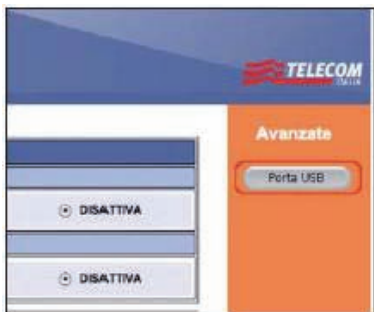 TELECOM
ITALIA
Avanzate
Porta USB
DISATTIVA
DISATTIVA